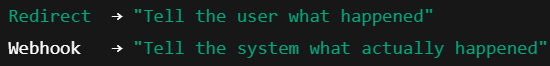 Redirect → "Tell the user what happened"
Webhook → "Tell the system what actually happened"